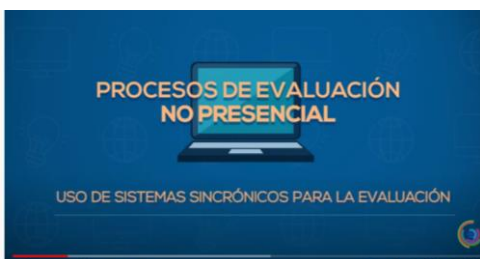 PROCESOS DE EVALUACIÓN
NO PRESENCIAL
USO DE SISTEMAS SINCRÓNICOS PARA LA EVALUACIÓN